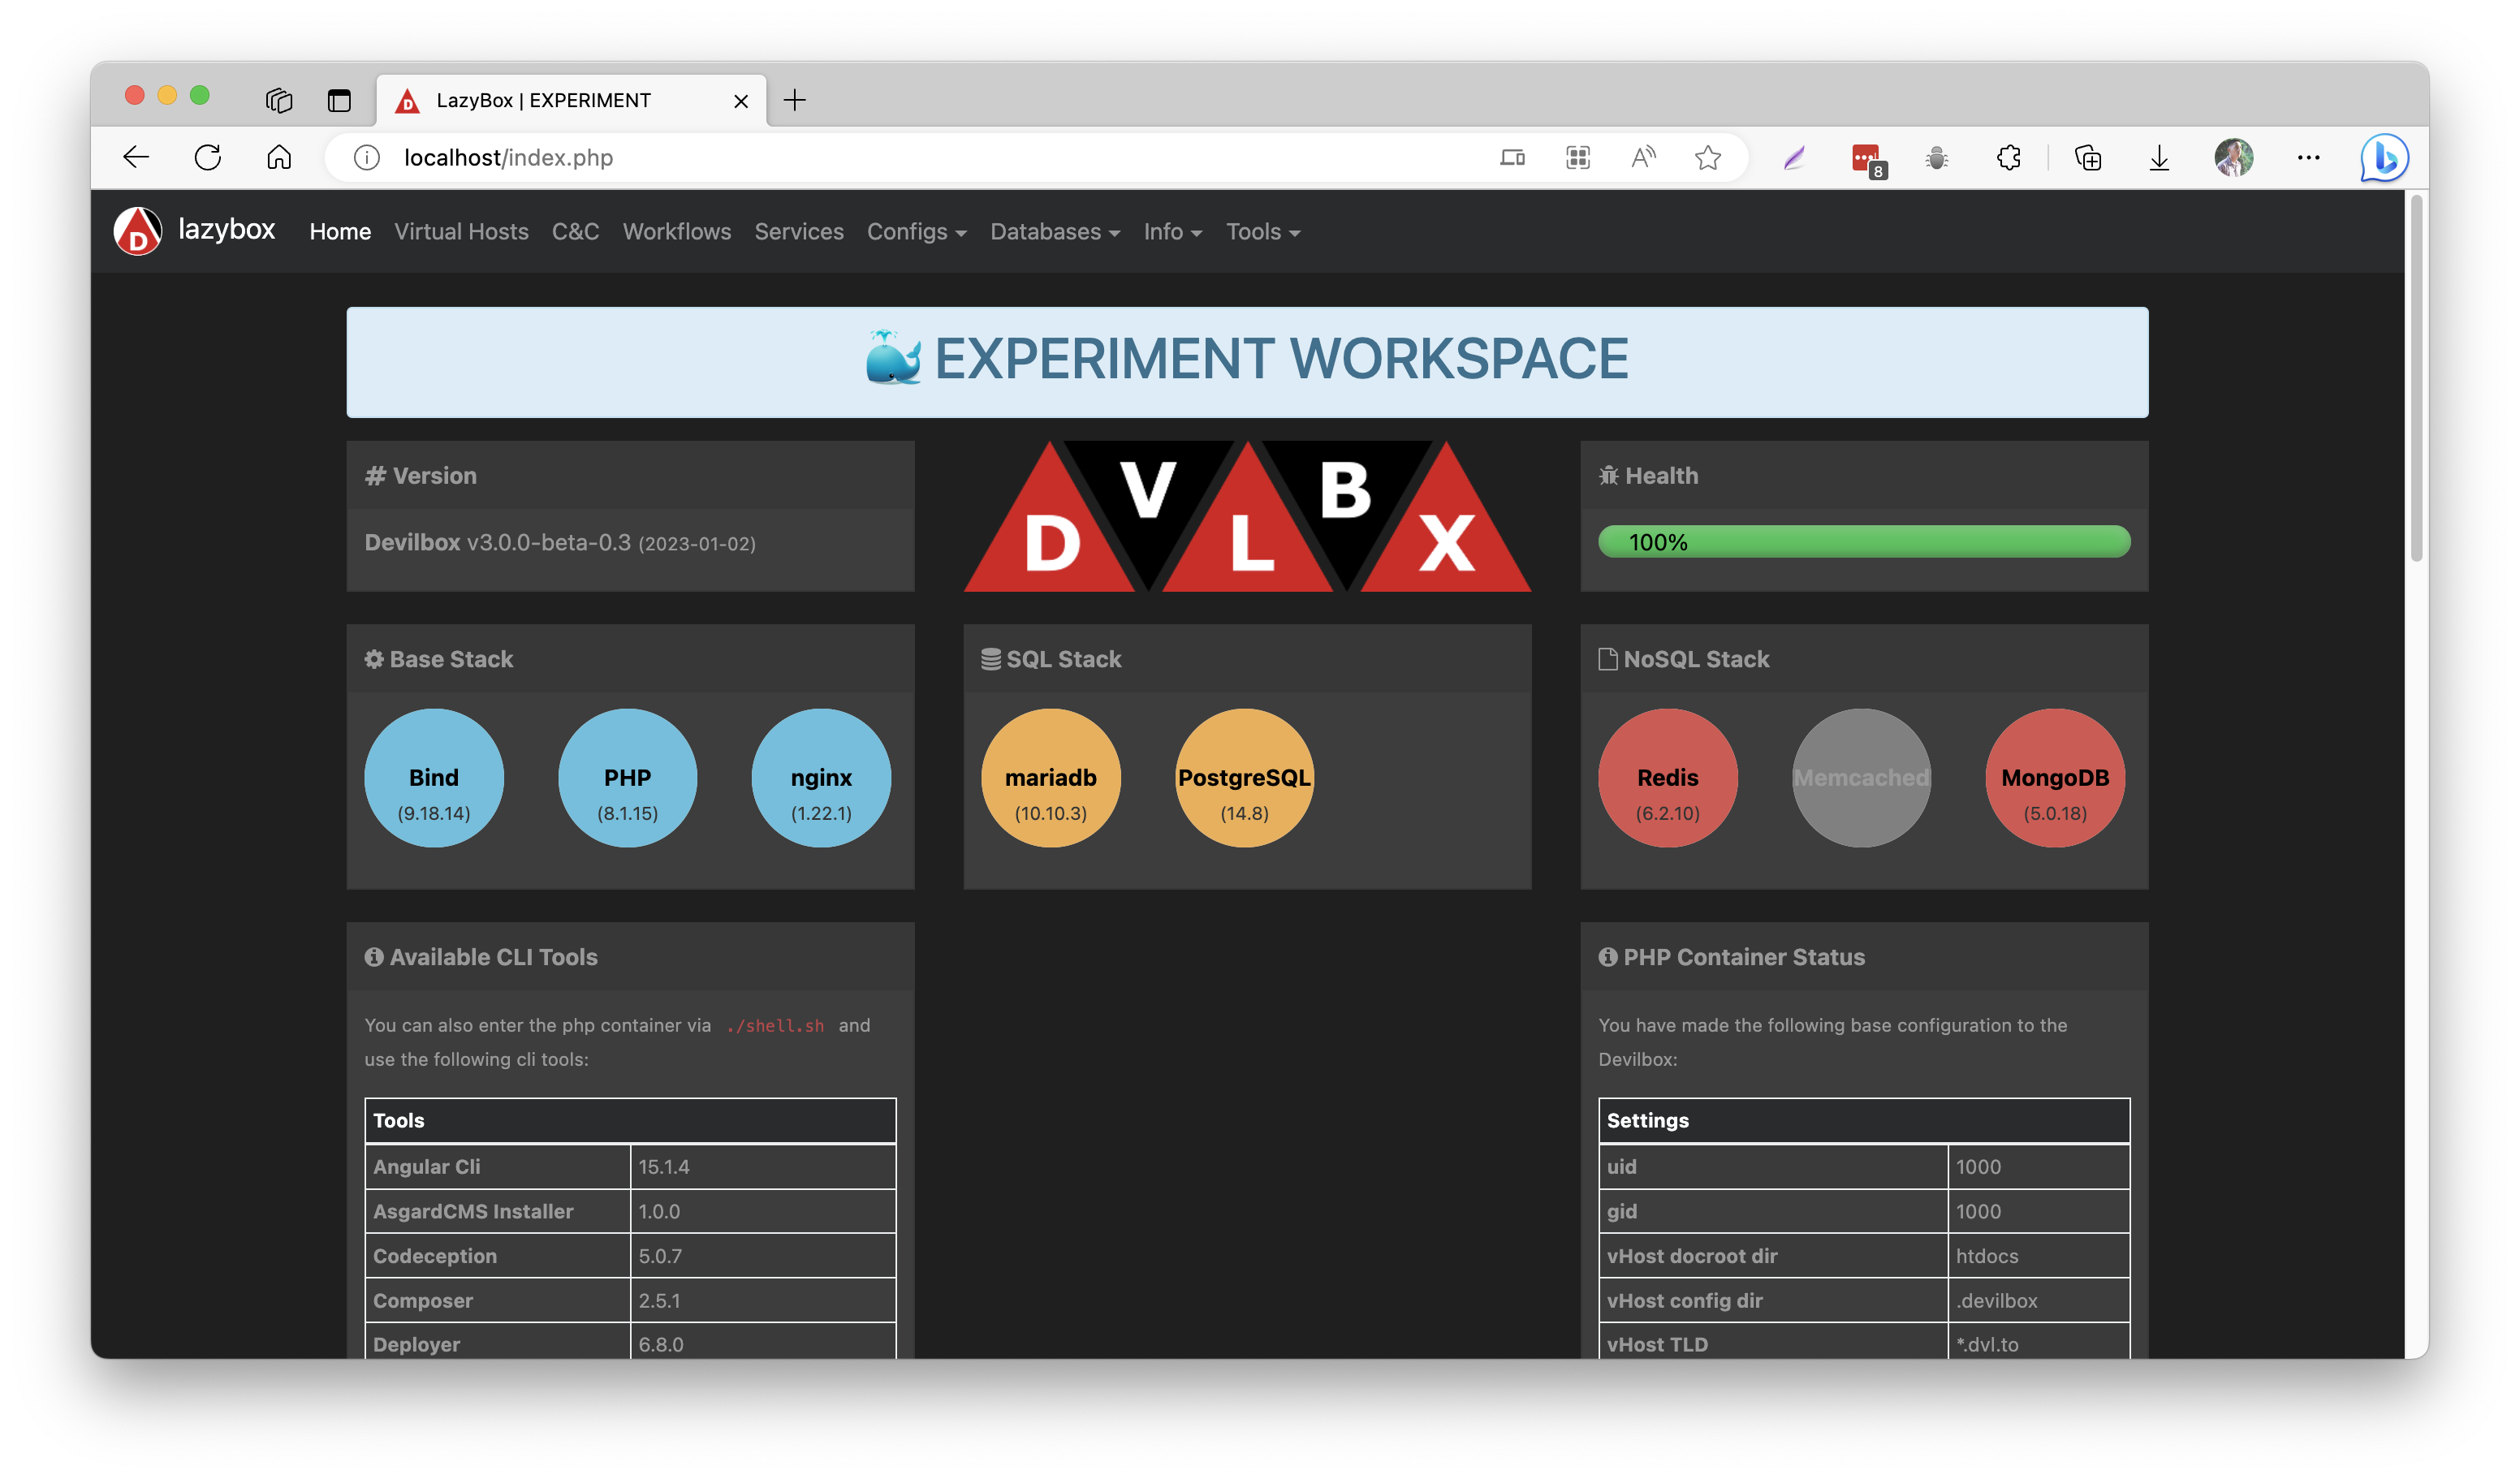 LazyBox | EXPERIMENT
localhost/index.php
8
lazybox Home Virtual Hosts C&C Workflows Services Configs Databases Info Tools
EXPERIMENT WORKSPACE
# Version
Devilbox v3.0.0-beta-0.3 (2023-01-02)
D V L B X
Health
100%
Base Stack
Bind
(9.18.14)
PHP
(8.1.15)
nginx
(1.22.1)
SQL Stack
mariadb
(10.10.3)
PostgreSQL
(14.8)
NoSQL Stack
Redis
(6.2.10)
Memcached
MongoDB
(5.0.18)
Available CLI Tools
You can also enter the php container via ./shell.sh and
use the following cli tools:
Tools
Angular Cli 15.1.4
AsgardCMS Installer 1.0.0
Codeception 5.0.7
Composer 2.5.1
Deployer 6.8.0
PHP Container Status
You have made the following base configuration to the
Devilbox:
Settings
uid 1000
gid 1000
vHost docroot dir htdocs
vHost config dir .devilbox
vHost TLD *.dvl.to